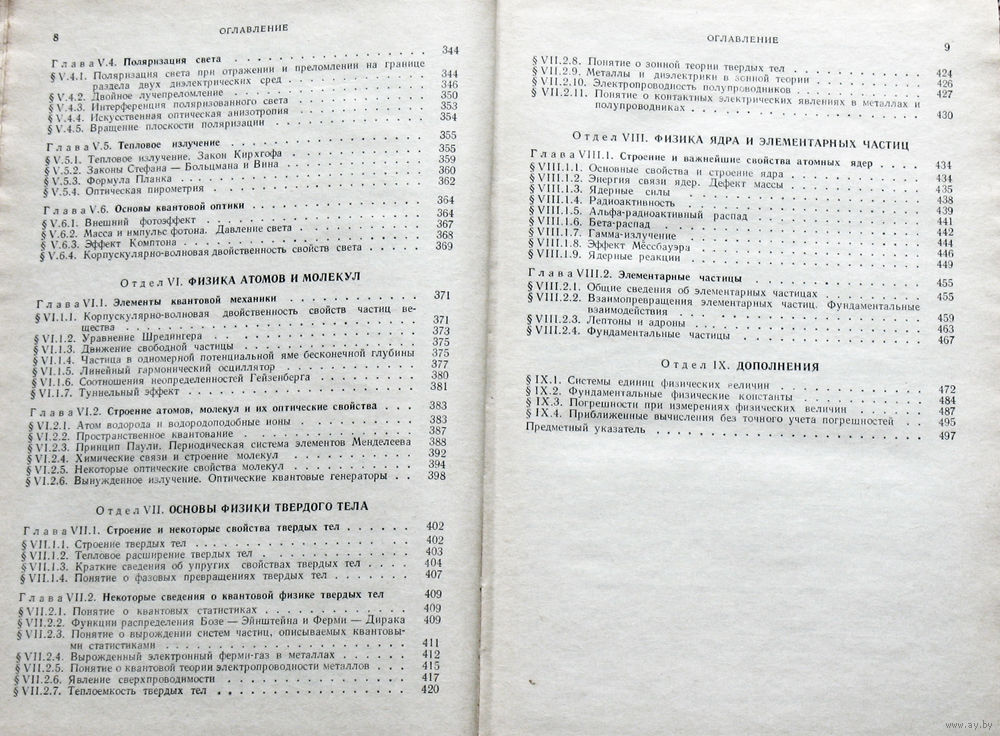 8
ОГЛАВЛЕНИЕ
Глава V.4. Поляризация света . . . . . . . . . . . . . . 344
§ V.4.1. Поляризация света при отражении и преломлении на границе
раздела двух диэлектрических сред . . . . . . . . 344
§ V.4.2. Двойное лучепреломление . . . . . . . . . . . . 346
§ V.4.3. Интерференция поляризованного света . . . . . . . 350
§ V.4.4. Искусственная оптическая анизотропия . . . . . . . 353
§ V.4.5. Вращение плоскости поляризации . . . . . . . . . 354
Глава V.5. Тепловое излучение . . . . . . . . . . . . . 355
§ V.5.1. Тепловое излучение. Закон Кирхгофа . . . . . . . . 355
§ V.5.2. Законы Стефана — Больцмана и Вина . . . . . . . . 359
§ V.5.3. Формула Планка . . . . . . . . . . . . . . . . 360
§ V.5.4. Оптическая пирометрия . . . . . . . . . . . . . 362
Глава V.6. Основы квантовой оптики . . . . . . . . . . . 364
§ V.6.1. Внешний фотоэффект . . . . . . . . . . . . . . 364
§ V.6.2. Масса и импульс фотона. Давление света . . . . . . 367
§ V.6.3. Эффект Комптона . . . . . . . . . . . . . . . 368
§ V.6.4. Корпускулярно-волновая двойственность свойств света . . 369
Отдел VI. ФИЗИКА АТОМОВ И МОЛЕКУЛ
Глава VI.1. Элементы квантовой механики . . . . . . . . . 371
§ VI.1.1. Корпускулярно-волновая двойственность свойств частиц ве-
щества . . . . . . . . . . . . . . . . . . . 371
§ VI.1.2. Уравнение Шредингера . . . . . . . . . . . . . 373
§ VI.1.3. Движение свободной частицы . . . . . . . . . . . 375
§ VI.1.4. Частица в одномерной потенциальной яме бесконечной глубины 375
§ VI.1.5. Линейный гармонический осциллятор . . . . . . . . 377
§ VI.1.6. Соотношения неопределенностей Гейзенберга . . . . . 380
§ VI.1.7. Туннельный эффект . . . . . . . . . . . . . . 381
Глава VI.2. Строение атомов, молекул и их оптические свойства . . . 383
§ VI.2.1. Атом водорода и водородоподобные ионы . . . . . . 383
§ VI.2.2. Пространственное квантование . . . . . . . . . . 387
§ VI.2.3. Принцип Паули. Периодическая система элементов Менделеева 388
§ VI.2.4. Химические связи и строение молекул . . . . . . . 392
§ VI.2.5. Некоторые оптические свойства молекул . . . . . . . 394
§ VI.2.6. Вынужденное излучение. Оптические квантовые генераторы . . 398
Отдел VII. ОСНОВЫ ФИЗИКИ ТВЕРДОГО ТЕЛА
Глава VII.1. Строение и некоторые свойства твердых тел . . . . . . 402
§ VII.1.1. Строение твердых тел . . . . . . . . . . . . . 402
§ VII.1.2. Тепловое расширение твердых тел . . . . . . . . . 403
§ VII.1.3. Краткие сведения об упругих свойствах твердых тел . . . . 404
§ VII.1.4. Понятие о фазовых превращениях твердых тел . . . . . 407
Глава VII.2. Некоторые сведения о квантовой физике твердых тел 409
§ VII.2.1. Понятие о квантовых статистиках . . . . . . . . . 409
§ VII.2.2. Функции распределения Бозе — Эйнштейна и Ферми — Дирака 409
§ VII.2.3. Понятие о вырождении систем частиц, описываемых квантовы-
ми статистиками . . . . . . . . . . . . . . . 411
§ VII.2.4. Вырожденный электронный ферми-газ в металлах . . . . . 412
§ VII.2.5. Понятие о квантовой теории электропроводности металлов . . . 415
§ VII.2.6. Явление сверхпроводимости . . . . . . . . . . . 417
§ VII.2.7. Теплоемкость твердых тел . . . . . . . . . . . . 420
ОГЛАВЛЕНИЕ
9
§ VII.2.8. Понятие о зонной теории твердых тел . . . . . . . . 424
§ VII.2.9. Металлы и диэлектрики в зонной теории . . . . . . . 426
§ VII.2.10. Электропроводность полупроводников . . . . . . . . 427
§ VII.2.11. Понятие о контактных электрических явлениях в металлах и
полупроводниках . . . . . . . . . . . . . . . 430
Отдел VIII. ФИЗИКА ЯДРА И ЭЛЕМЕНТАРНЫХ ЧАСТИЦ
Глава VIII.1. Строение и важнейшие свойства атомных ядер . . . . 434
§ VIII.1.1. Основные свойства и строение ядра . . . . . . . . 434
§ VIII.1.2. Энергия связи ядер. Дефект массы . . . . . . . . 435
§ VIII.1.3. Ядерные силы . . . . . . . . . . . . . . . . 438
§ VIII.1.4. Радиоактивность . . . . . . . . . . . . . . . 439
§ VIII.1.5. Альфа-радиоактивный распад . . . . . . . . . . . 441
§ VIII.1.6. Бета-распад . . . . . . . . . . . . . . . . . 442
§ VIII.1.7. Гамма-излучение . . . . . . . . . . . . . . . 444
§ VIII.1.8. Эффект Мёссбауэра . . . . . . . . . . . . . . 446
§ VIII.1.9. Ядерные реакции . . . . . . . . . . . . . . . 449
Глава VIII.2. Элементарные частицы . . . . . . . . . . . 455
§ VIII.2.1. Общие сведения об элементарных частицах . . . . . . 455
§ VIII.2.2. Взаимопревращения элементарных частиц. Фундаментальные
взаимодействия . . . . . . . . . . . . . . . 459
§ VIII.2.3. Лептоны и адроны . . . . . . . . . . . . . . . 463
§ VIII.2.4. Фундаментальные частицы . . . . . . . . . . . . 467
Отдел IX. ДОПОЛНЕНИЯ
§ IX.1. Системы единиц физических величин . . . . . . . . . 472
§ IX.2. Фундаментальные физические константы . . . . . . . . 484
§ IX.3. Погрешности при измерениях физических величин . . . . . 487
§ IX.4. Приближенные вычисления без точного учета погрешностей . . . 495
Предметный указатель . . . . . . . . . . . . . . . . 497
www.ay.by